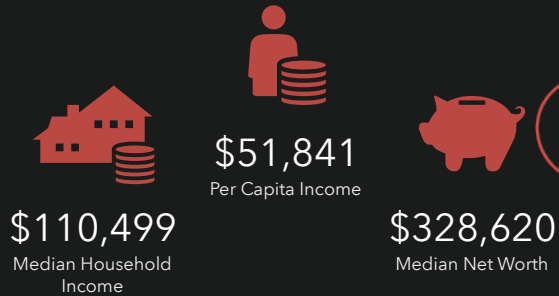 $51,841
Per Capita Income
$110,499
Median Household
Income
$328,620
Median Net Worth